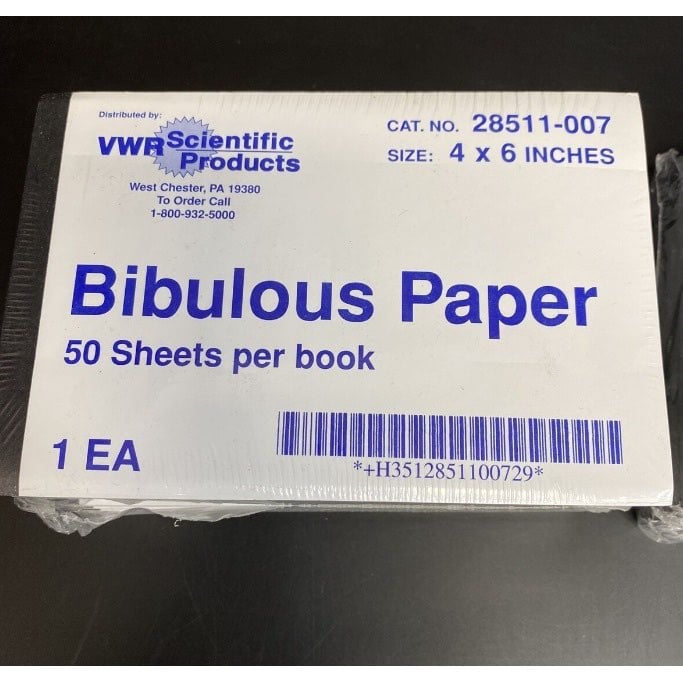 Distributed by:
VWR Scientific
Products
West Chester, PA 19380
To Order Call
1-800-932-5000
CAT. NO. 28511-007
SIZE: 4 x 6 INCHES
Bibulous Paper
50 Sheets per book
1 EA
*+H3512851100729*